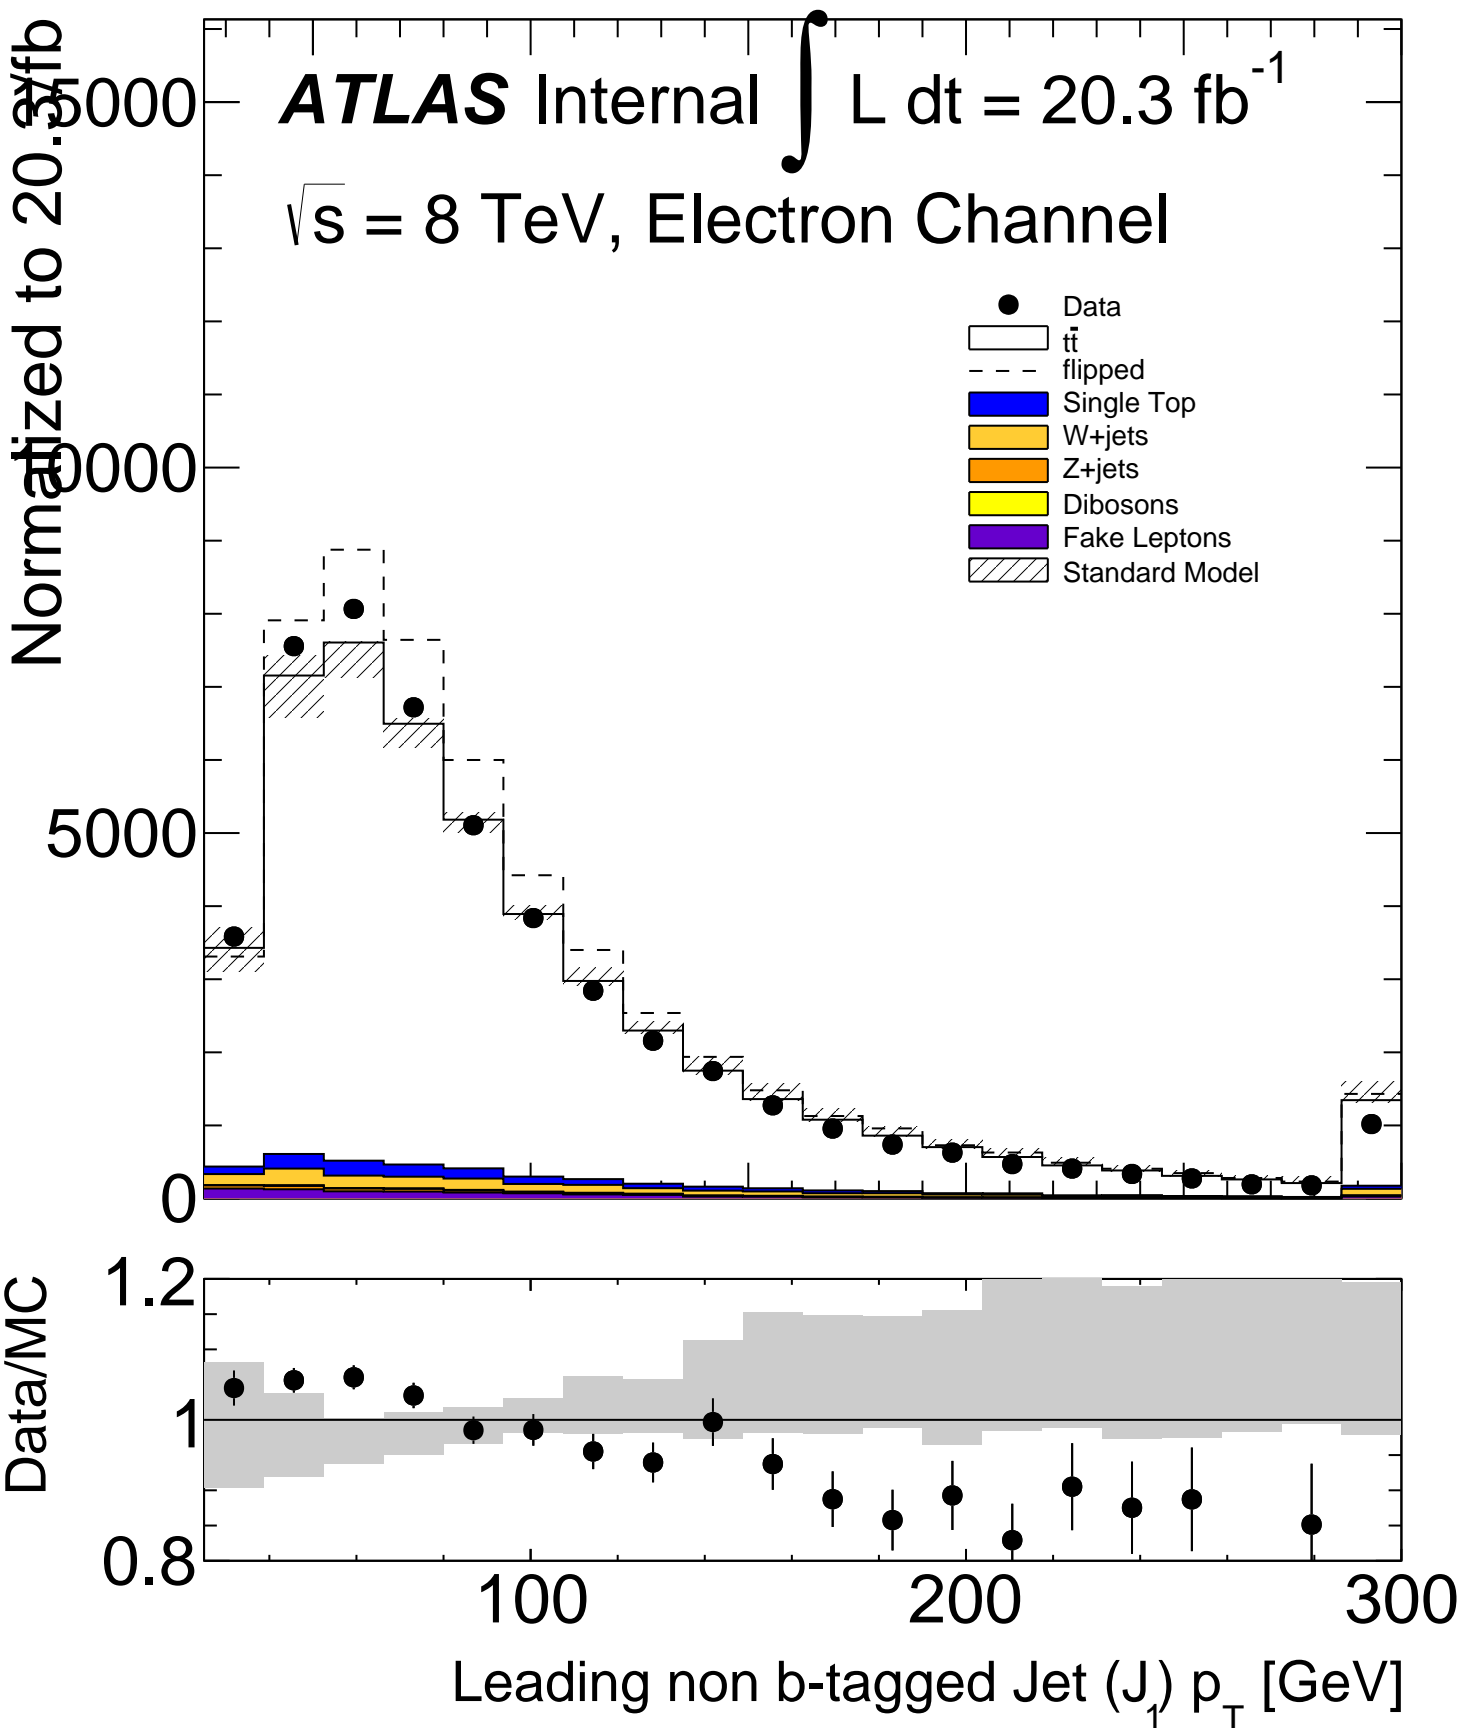 Normalized to 20.3/fb
ATLAS Internal ∫ L dt = 20.3 fb⁻¹
√s = 8 TeV, Electron Channel
Data
tt̄
flipped
Single Top
W+jets
Z+jets
Dibosons
Fake Leptons
Standard Model
5000
0
Data/MC
1.2
1
0.8
100 200 300
Leading non b-tagged Jet (J₁) p_T [GeV]